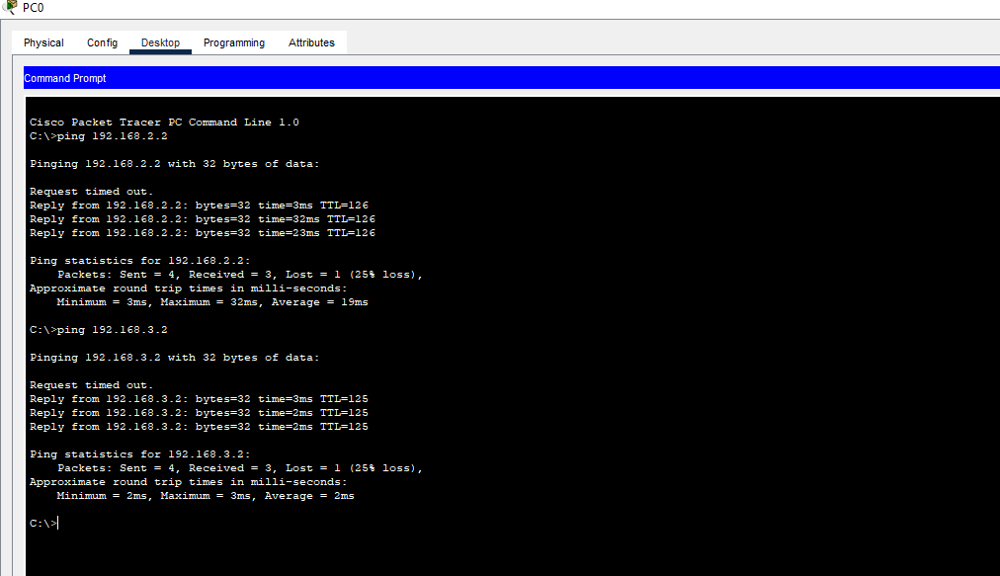 PC0
Physical Config Desktop Programming Attributes
Command Prompt
Cisco Packet Tracer PC Command Line 1.0
C:\>ping 192.168.2.2
Pinging 192.168.2.2 with 32 bytes of data:
Request timed out.
Reply from 192.168.2.2: bytes=32 time=3ms TTL=126
Reply from 192.168.2.2: bytes=32 time=32ms TTL=126
Reply from 192.168.2.2: bytes=32 time=23ms TTL=126
Ping statistics for 192.168.2.2:
    Packets: Sent = 4, Received = 3, Lost = 1 (25% loss),
Approximate round trip times in milli-seconds:
    Minimum = 3ms, Maximum = 32ms, Average = 19ms
C:\>ping 192.168.3.2
Pinging 192.168.3.2 with 32 bytes of data:
Request timed out.
Reply from 192.168.3.2: bytes=32 time=3ms TTL=125
Reply from 192.168.3.2: bytes=32 time=2ms TTL=125
Reply from 192.168.3.2: bytes=32 time=2ms TTL=125
Ping statistics for 192.168.3.2:
    Packets: Sent = 4, Received = 3, Lost = 1 (25% loss),
Approximate round trip times in milli-seconds:
    Minimum = 2ms, Maximum = 3ms, Average = 2ms
C:\>